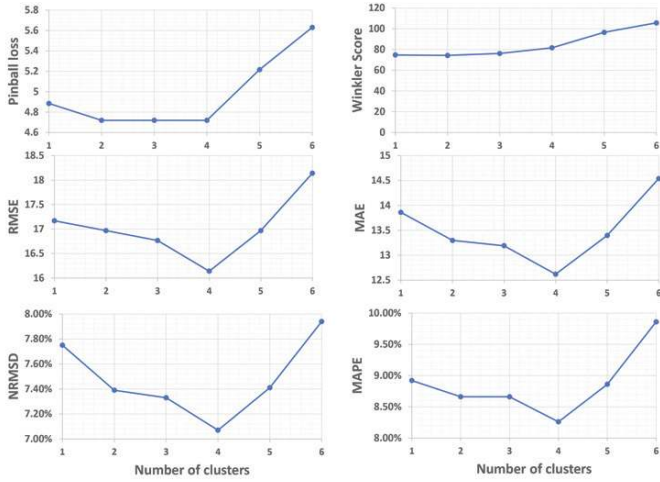 Pinball loss
5.8
5.6
5.4
5.2
5
4.8
4.6
1 2 3 4 5 6
Winkler Score
120
100
80
60
40
20
0
1 2 3 4 5 6
RMSE
18.5
18
17.5
17
16.5
16
1 2 3 4 5 6
MAE
15
14.5
14
13.5
13
12.5
1 2 3 4 5 6
NRMSD
8.00%
7.80%
7.60%
7.40%
7.20%
7.00%
1 2 3 4 5 6
Number of clusters
MAPE
10.00%
9.50%
9.00%
8.50%
8.00%
1 2 3 4 5 6
Number of clusters